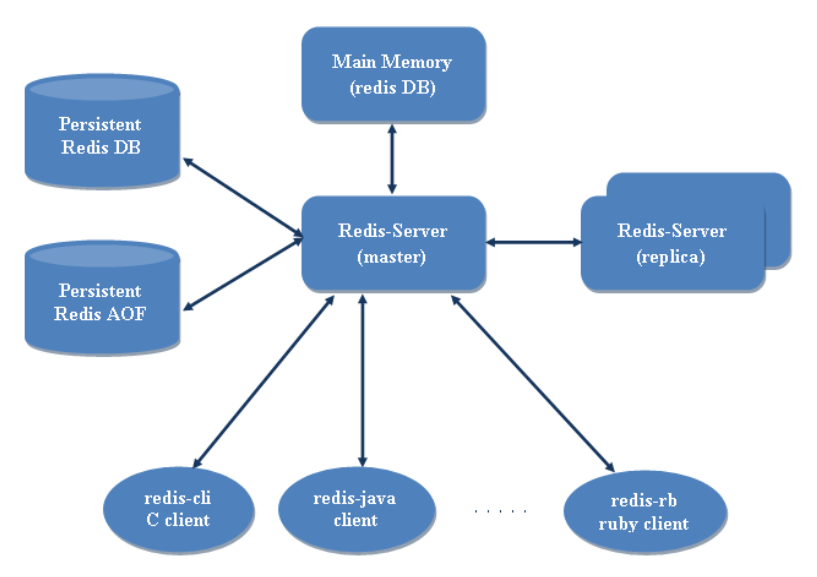 Main Memory
(redis DB)
Persistent
Redis DB
Redis-Server
(master)
Redis-Server
(replica)
Persistent
Redis AOF
redis-cli
C client
redis-java
client
. . . . .
redis-rb
ruby client